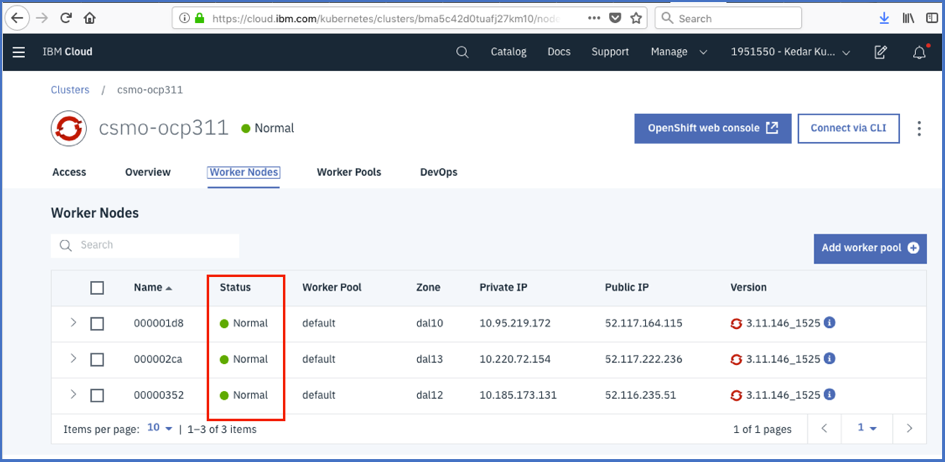 https://cloud.ibm.com/kubernetes/clusters/bma5c42d0tuafj27km10/node
Search
IBM Cloud
Catalog Docs Support Manage 1951550 - Kedar Ku...
Clusters / csmo-ocp311
csmo-ocp311 Normal
OpenShift web console Connect via CLI
Access Overview Worker Nodes Worker Pools DevOps
Worker Nodes
Search
Add worker pool
Name Status Worker Pool Zone Private IP Public IP Version
000001d8 Normal default dal10 10.95.219.172 52.117.164.115 3.11.146_1525
000002ca Normal default dal13 10.220.72.154 52.117.222.236 3.11.146_1525
00000352 Normal default dal12 10.185.173.131 52.116.235.51 3.11.146_1525
Items per page: 10 | 1–3 of 3 items 1 of 1 pages 1